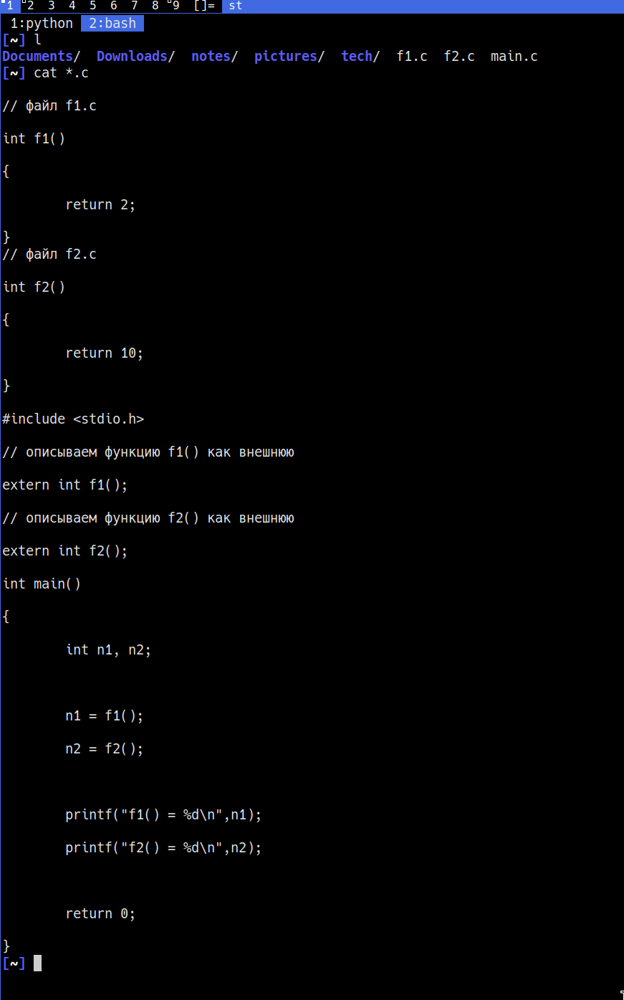 1 2 3 4 5 6 7 8 9 []= st
1:python 2:bash
[~] l
Documents/ Downloads/ notes/ pictures/ tech/ f1.c f2.c main.c
[~] cat *.c
// файл f1.c
int f1()
{
return 2;
}
// файл f2.c
int f2()
{
return 10;
}
#include <stdio.h>
// описываем функцию f1() как внешнюю
extern int f1();
// описываем функцию f2() как внешнюю
extern int f2();
int main()
{
int n1, n2;
n1 = f1();
n2 = f2();
printf("f1() = %d\n",n1);
printf("f2() = %d\n",n2);
return 0;
}
[~]